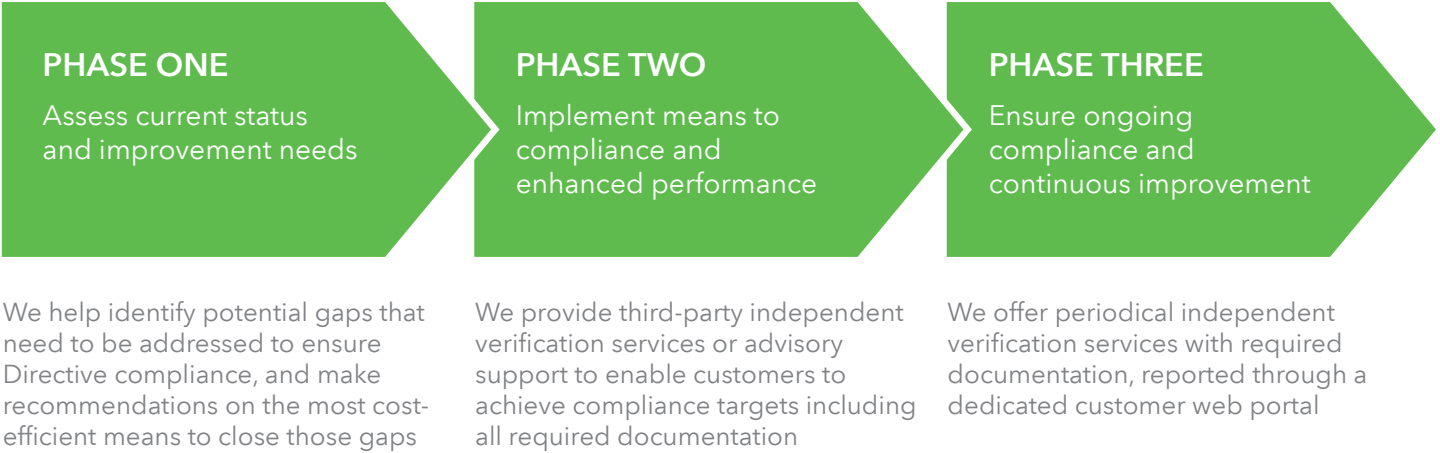 PHASE ONE
Assess current status
and improvement needs
We help identify potential gaps that
need to be addressed to ensure
Directive compliance, and make
recommendations on the most cost-
efficient means to close those gaps
PHASE TWO
Implement means to
compliance and
enhanced performance
We provide third-party independent
verification services or advisory
support to enable customers to
achieve compliance targets including
all required documentation
PHASE THREE
Ensure ongoing
compliance and
continuous improvement
We offer periodical independent
verification services with required
documentation, reported through a
dedicated customer web portal